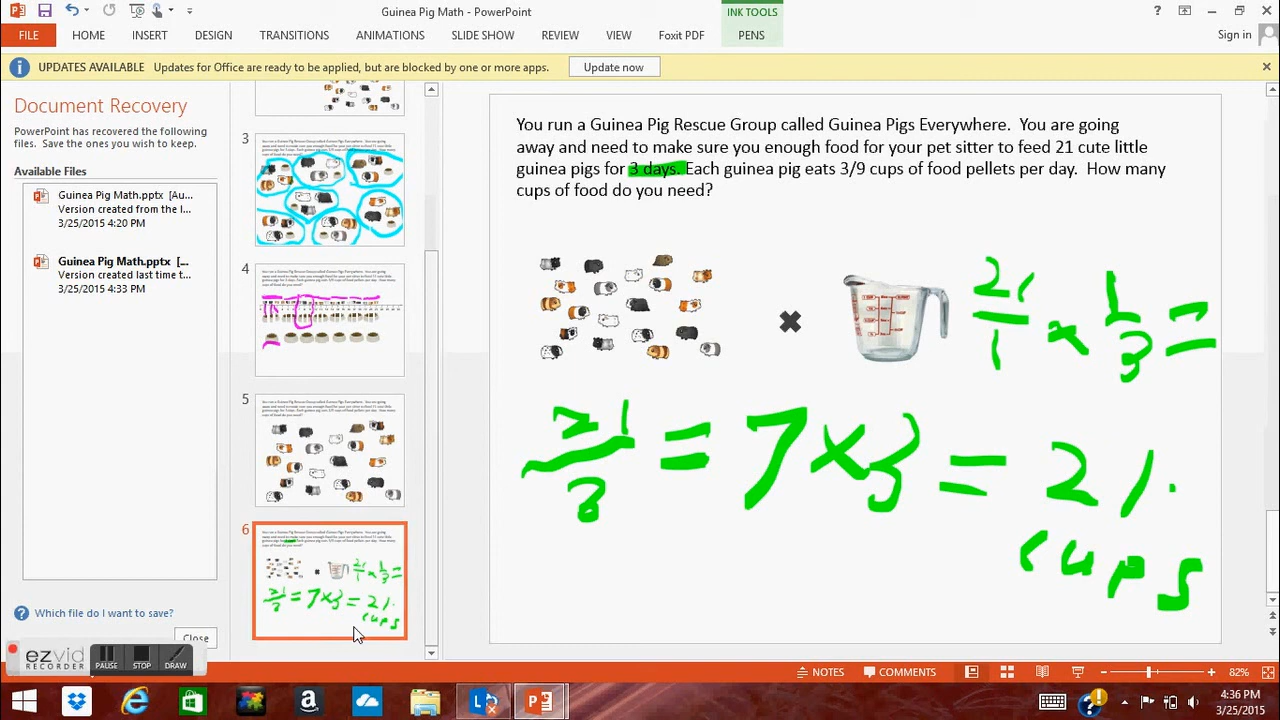 Guinea Pig Math - PowerPoint
INK TOOLS
FILE HOME INSERT DESIGN TRANSITIONS ANIMATIONS SLIDE SHOW REVIEW VIEW Foxit PDF PENS
Sign in
UPDATES AVAILABLE Updates for Office are ready to be applied, but are blocked by one or more apps. Update now
Document Recovery
PowerPoint has recovered the following
files. Save the ones you wish to keep.
Available Files
Guinea Pig Math.pptx [Au...
Version created from the l...
3/25/2015 4:20 PM
Guinea Pig Math.pptx [...
Version created last time t...
3/25/2015 4:33 PM
Which file do I want to save?
Close
ezvid
RECORDER
PAUSE STOP DRAW
3
4
5
6
You run a Guinea Pig Rescue Group called Guinea Pigs Everywhere. You are going
away and need to make sure you enough food for your pet sitter to feed 21 cute little
guinea pigs for 3 days. Each guinea pig eats 3/9 cups of food pellets per day. How many
cups of food do you need?
21/1 x 1/3 =
21/3 = 7 x 3 = 21.
cups
NOTES COMMENTS 82%
4:36 PM
3/25/2015